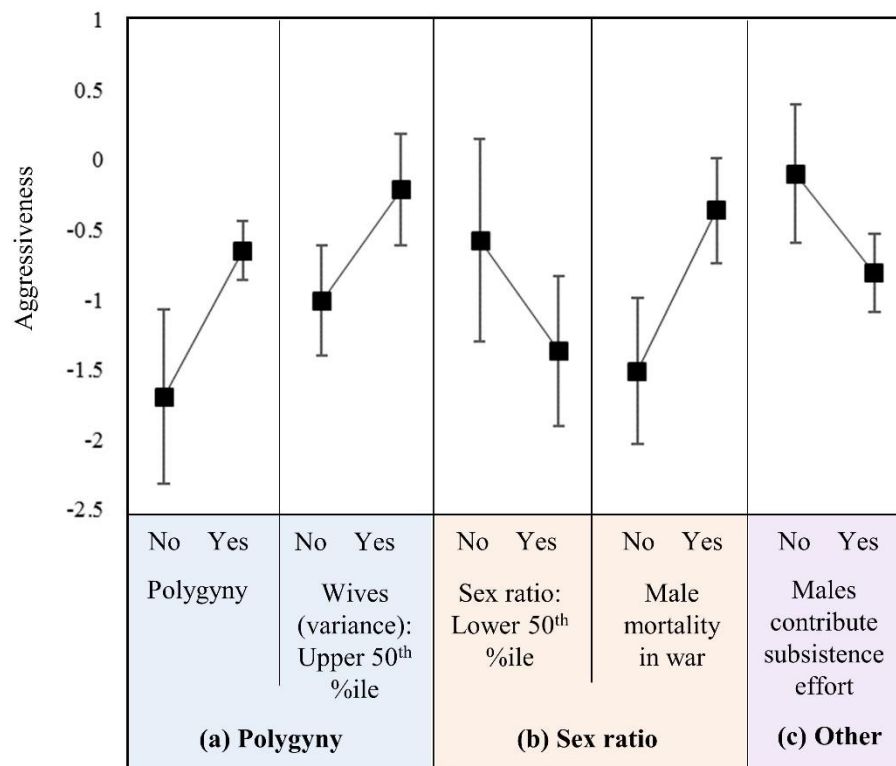 1
0.5
0
-0.5
-1
-1.5
-2
-2.5
Aggressiveness
No Yes
Polygyny
No Yes
Wives
(variance):
Upper 50th
%ile
No Yes
Sex ratio:
Lower 50th
%ile
No Yes
Male
mortality
in war
No Yes
Males
contribute
subsistence
effort
(a) Polygyny
(b) Sex ratio
(c) Other